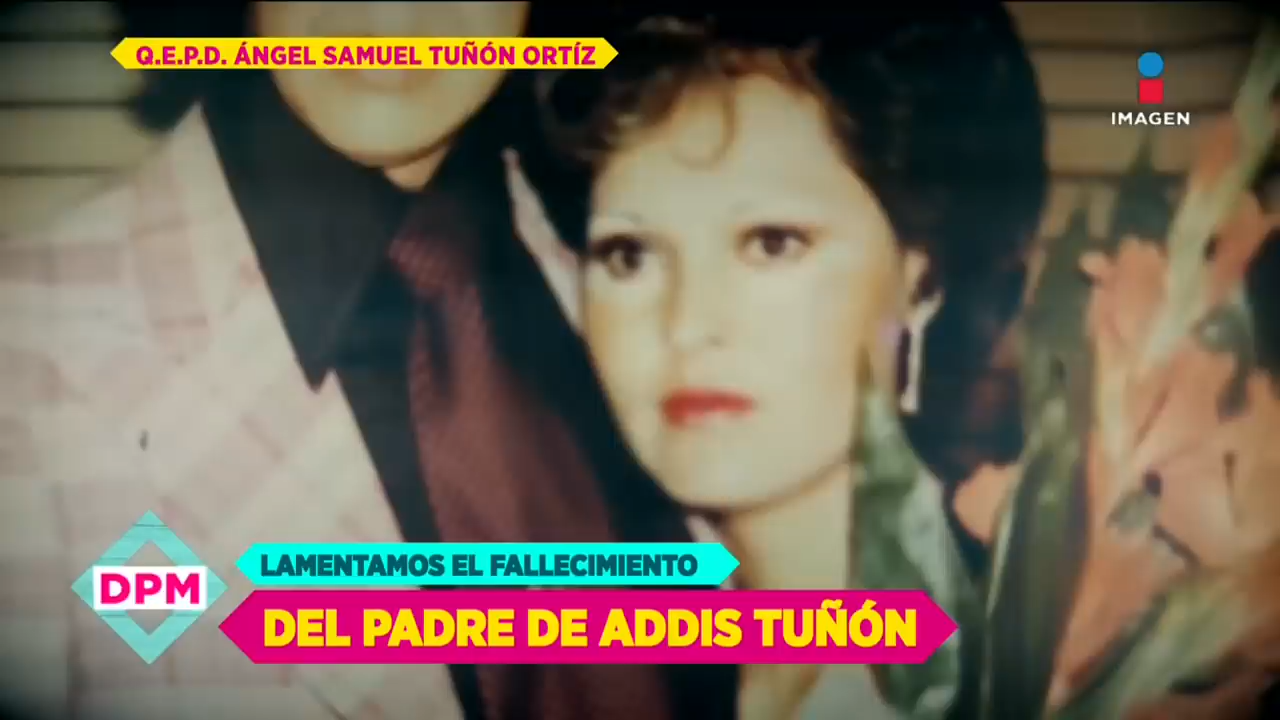 Q.E.P.D. ÁNGEL SAMUEL TUÑÓN ORTÍZ
IMAGEN
LAMENTAMOS EL FALLECIMIENTO
DPM
DEL PADRE DE ADDIS TUÑÓN